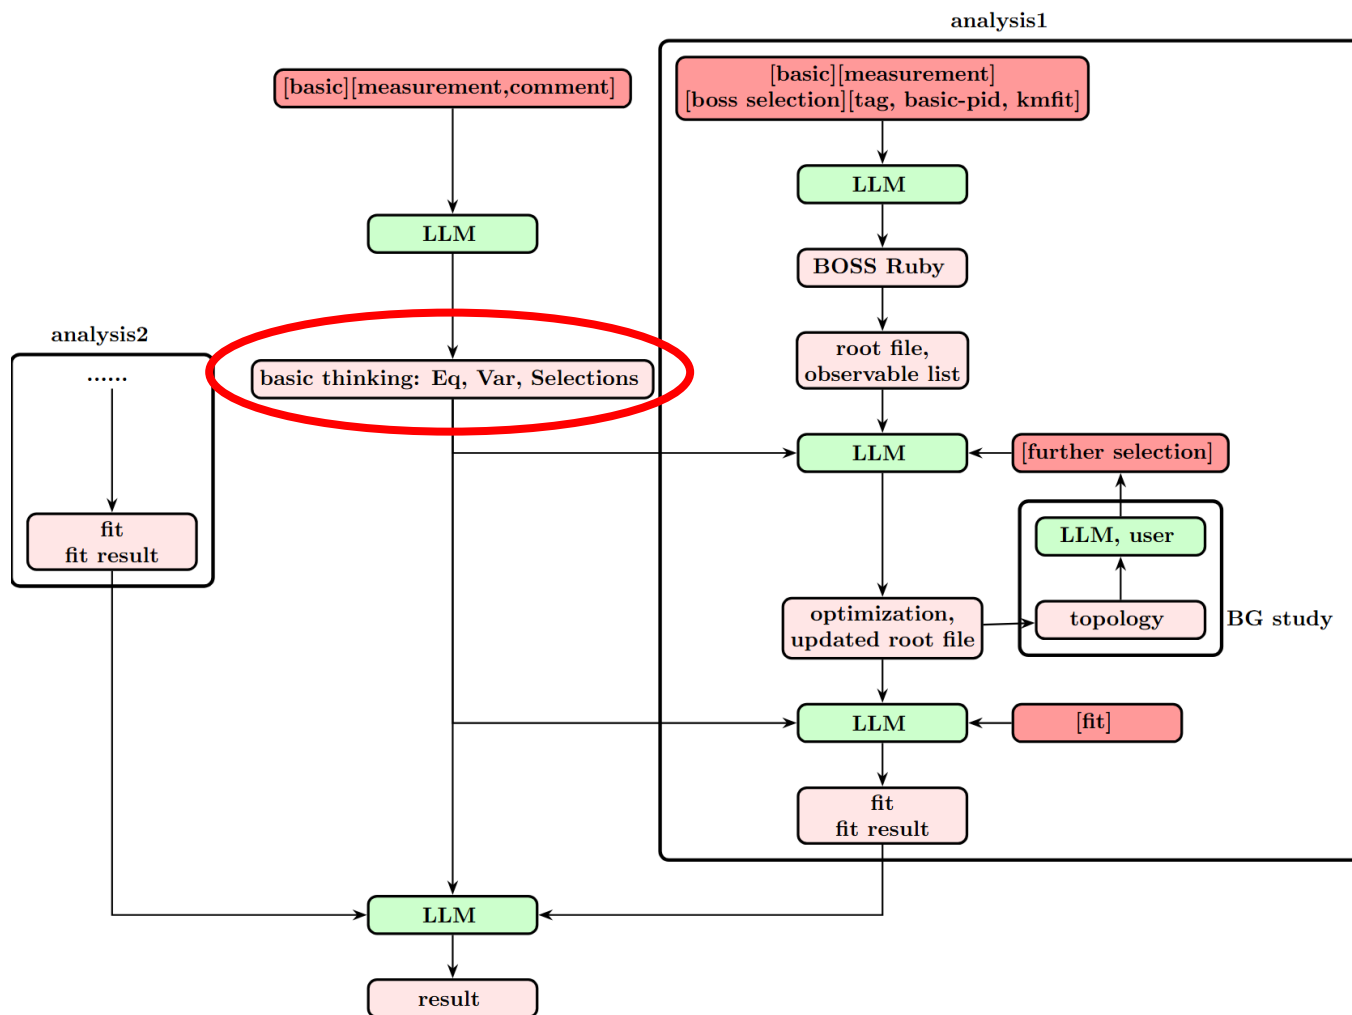 analysis1
[basic][measurement,comment]
[basic][measurement]
[boss selection][tag, basic-pid, kmfit]
LLM
LLM
BOSS Ruby
analysis2
......
fit
fit result
basic thinking: Eq, Var, Selections
root file,
observable list
LLM
[further selection]
LLM, user
topology
BG study
optimization,
updated root file
LLM
[fit]
fit
fit result
LLM
result